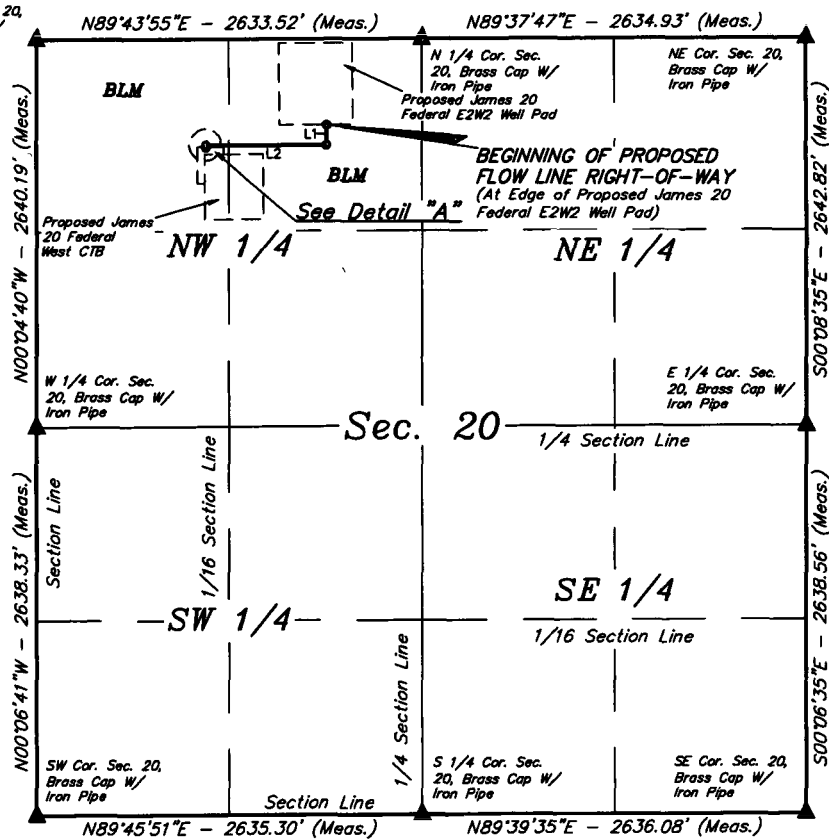 20,
N89°43'55"E - 2633.52' (Meas.)
N89°37'47"E - 2634.93' (Meas.)
BLM
N 1/4 Cor. Sec.
20, Brass Cap W/
Iron Pipe
NE Cor. Sec. 20,
Brass Cap W/
Iron Pipe
Proposed James 20
Federal E2W2 Well Pad
L1
L2
BLM
BEGINNING OF PROPOSED
FLOW LINE RIGHT-OF-WAY
(At Edge of Proposed James 20
Federal E2W2 Well Pad)
See Detail "A"
Proposed James
20 Federal
West CTB
N00°04'40"W - 2640.19' (Meas.)
S00°08'35"E - 2642.82' (Meas.)
NW 1/4
NE 1/4
W 1/4 Cor. Sec.
20, Brass Cap W/
Iron Pipe
E 1/4 Cor. Sec.
20, Brass Cap W/
Iron Pipe
Sec. 20
1/4 Section Line
Section Line
1/16 Section Line
N00°06'41"W - 2638.33' (Meas.)
S00°06'35"E - 2638.56' (Meas.)
SW 1/4
SE 1/4
1/16 Section Line
1/4 Section Line
SW Cor. Sec. 20,
Brass Cap W/
Iron Pipe
S 1/4 Cor. Sec.
20, Brass Cap W/
Iron Pipe
SE Cor. Sec. 20,
Brass Cap W/
Iron Pipe
Section Line
N89°45'51"E - 2635.30' (Meas.)
N89°39'35"E - 2636.08' (Meas.)